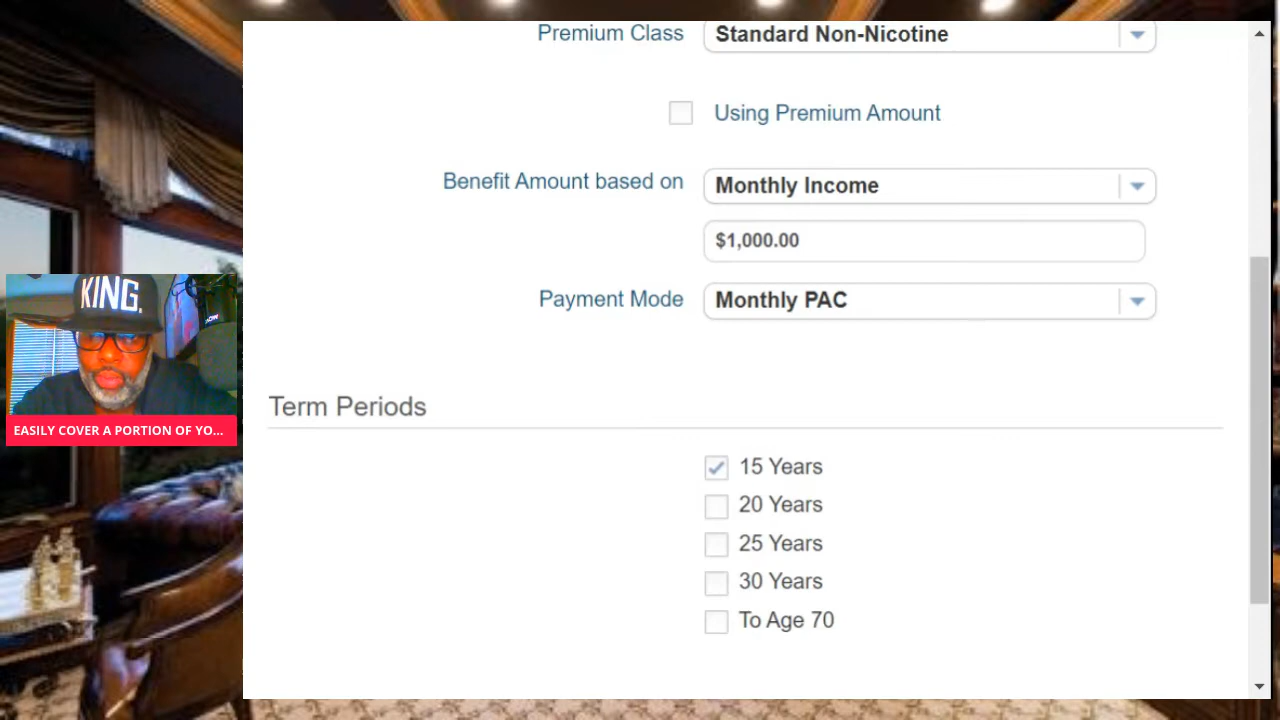 Premium Class
Standard Non-Nicotine
Using Premium Amount
Benefit Amount based on
Monthly Income
$1,000.00
Payment Mode
Monthly PAC
Term Periods
15 Years
20 Years
25 Years
30 Years
To Age 70
KING.
EASILY COVER A PORTION OF YO...